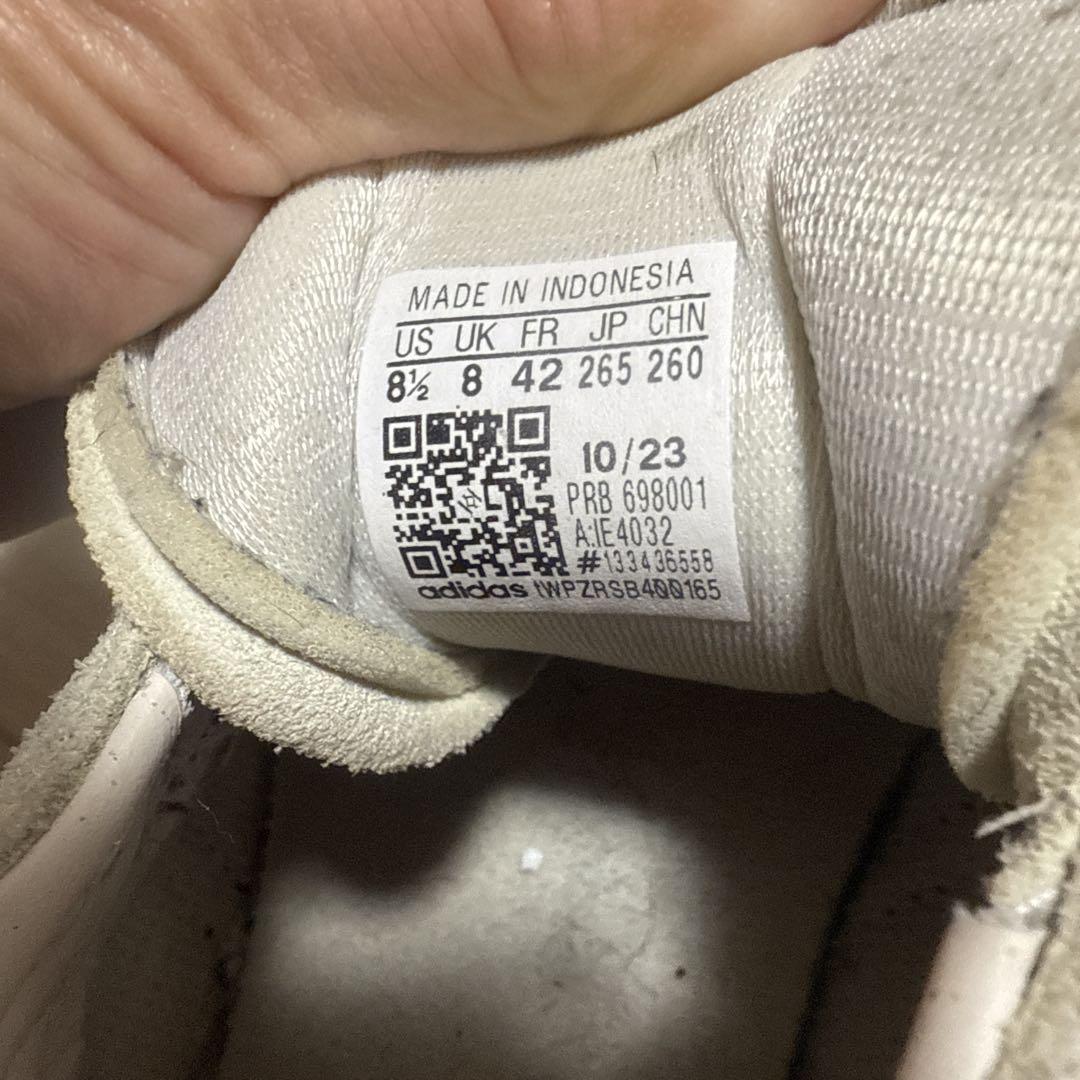 MADE IN INDONESIA
US UK FR JP CHN
8½ 8 42 265 260
10/23
PRB 698001
A:IE4032
#133436558
adidas tWPZRSB400165